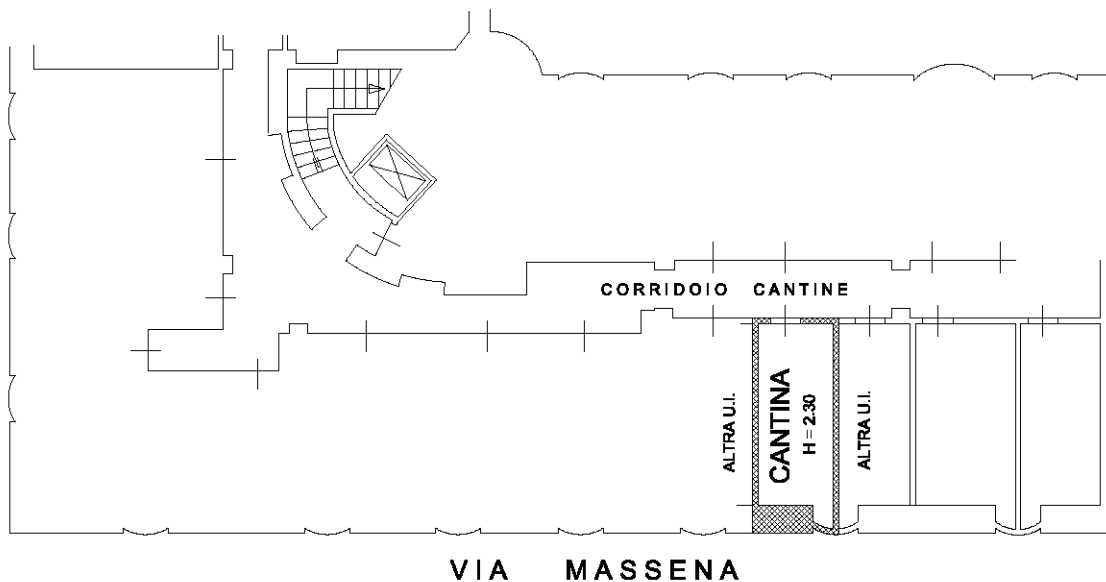 CORRIDOIO CANTINE
ALTRA U.I.
CANTINA
H = 2.30
ALTRA U.I.
VIA MASSENA